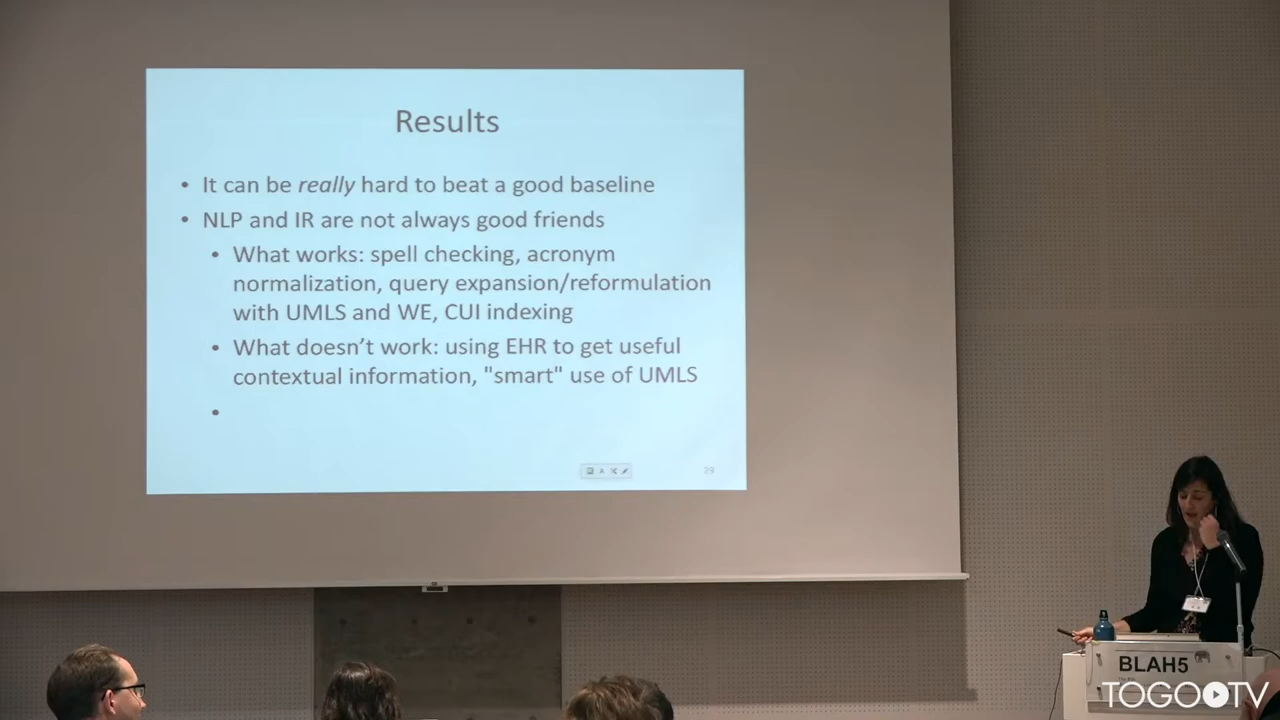 Results
• It can be really hard to beat a good baseline
• NLP and IR are not always good friends
• What works: spell checking, acronym
normalization, query expansion/reformulation
with UMLS and WE, CUI indexing
• What doesn't work: using EHR to get useful
contextual information, "smart" use of UMLS
•
BLAH5
TOGOTV